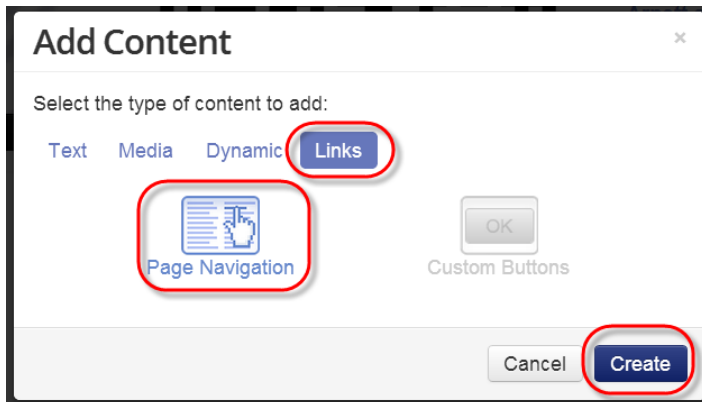 Add Content
×
Select the type of content to add:
Text Media Dynamic Links
OK
Page Navigation Custom Buttons
Cancel Create